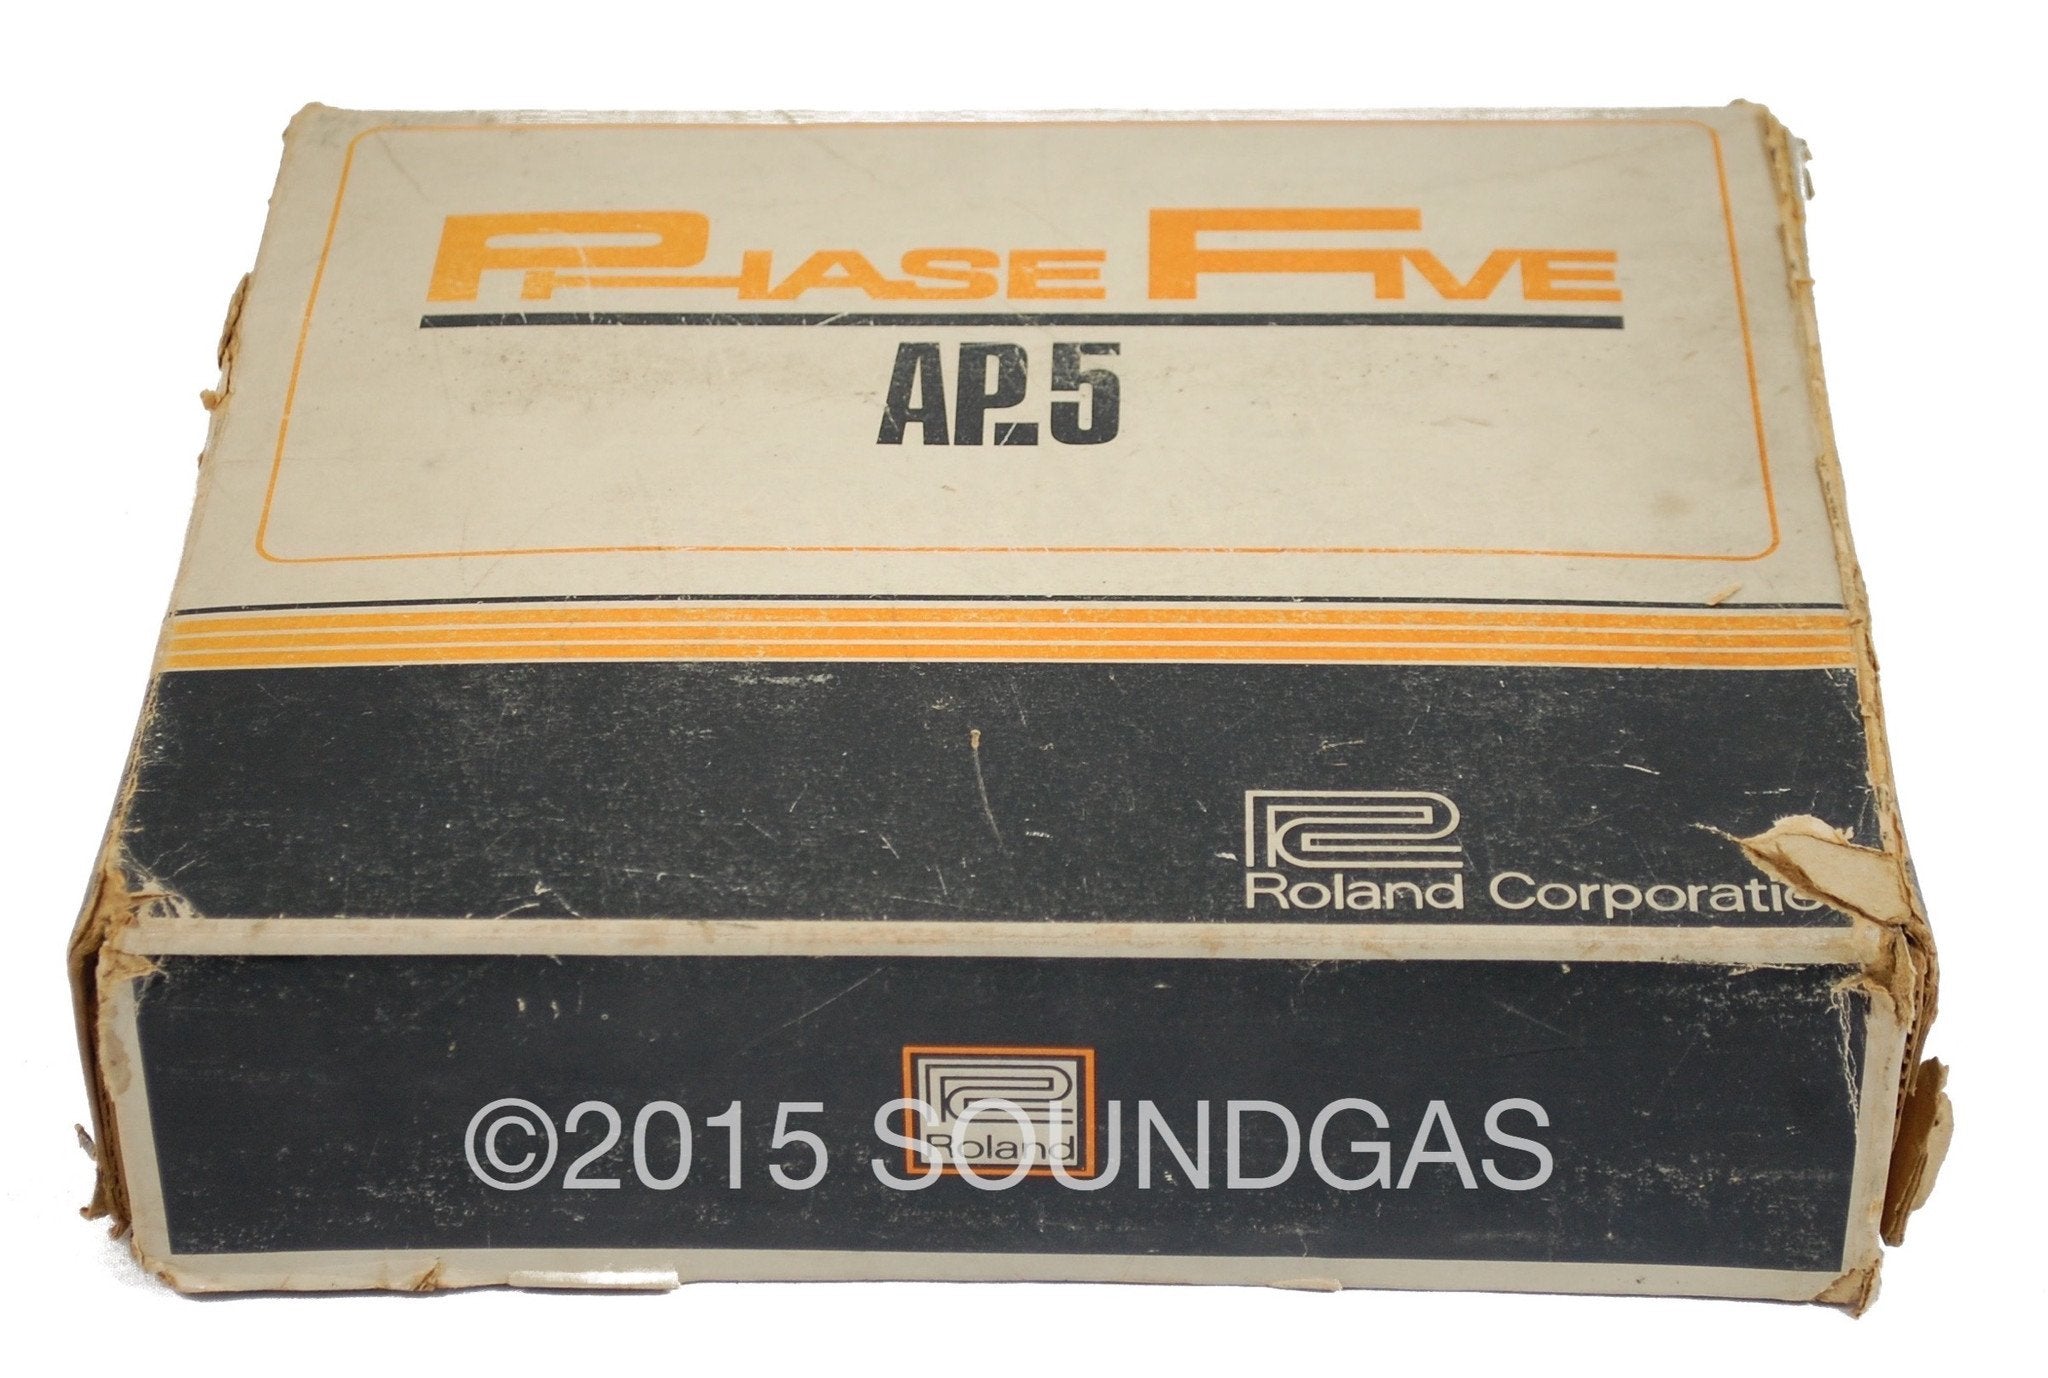 PHASE FIVE
AP-5
Roland Corporatio
Roland
©2015 SOUNDGAS